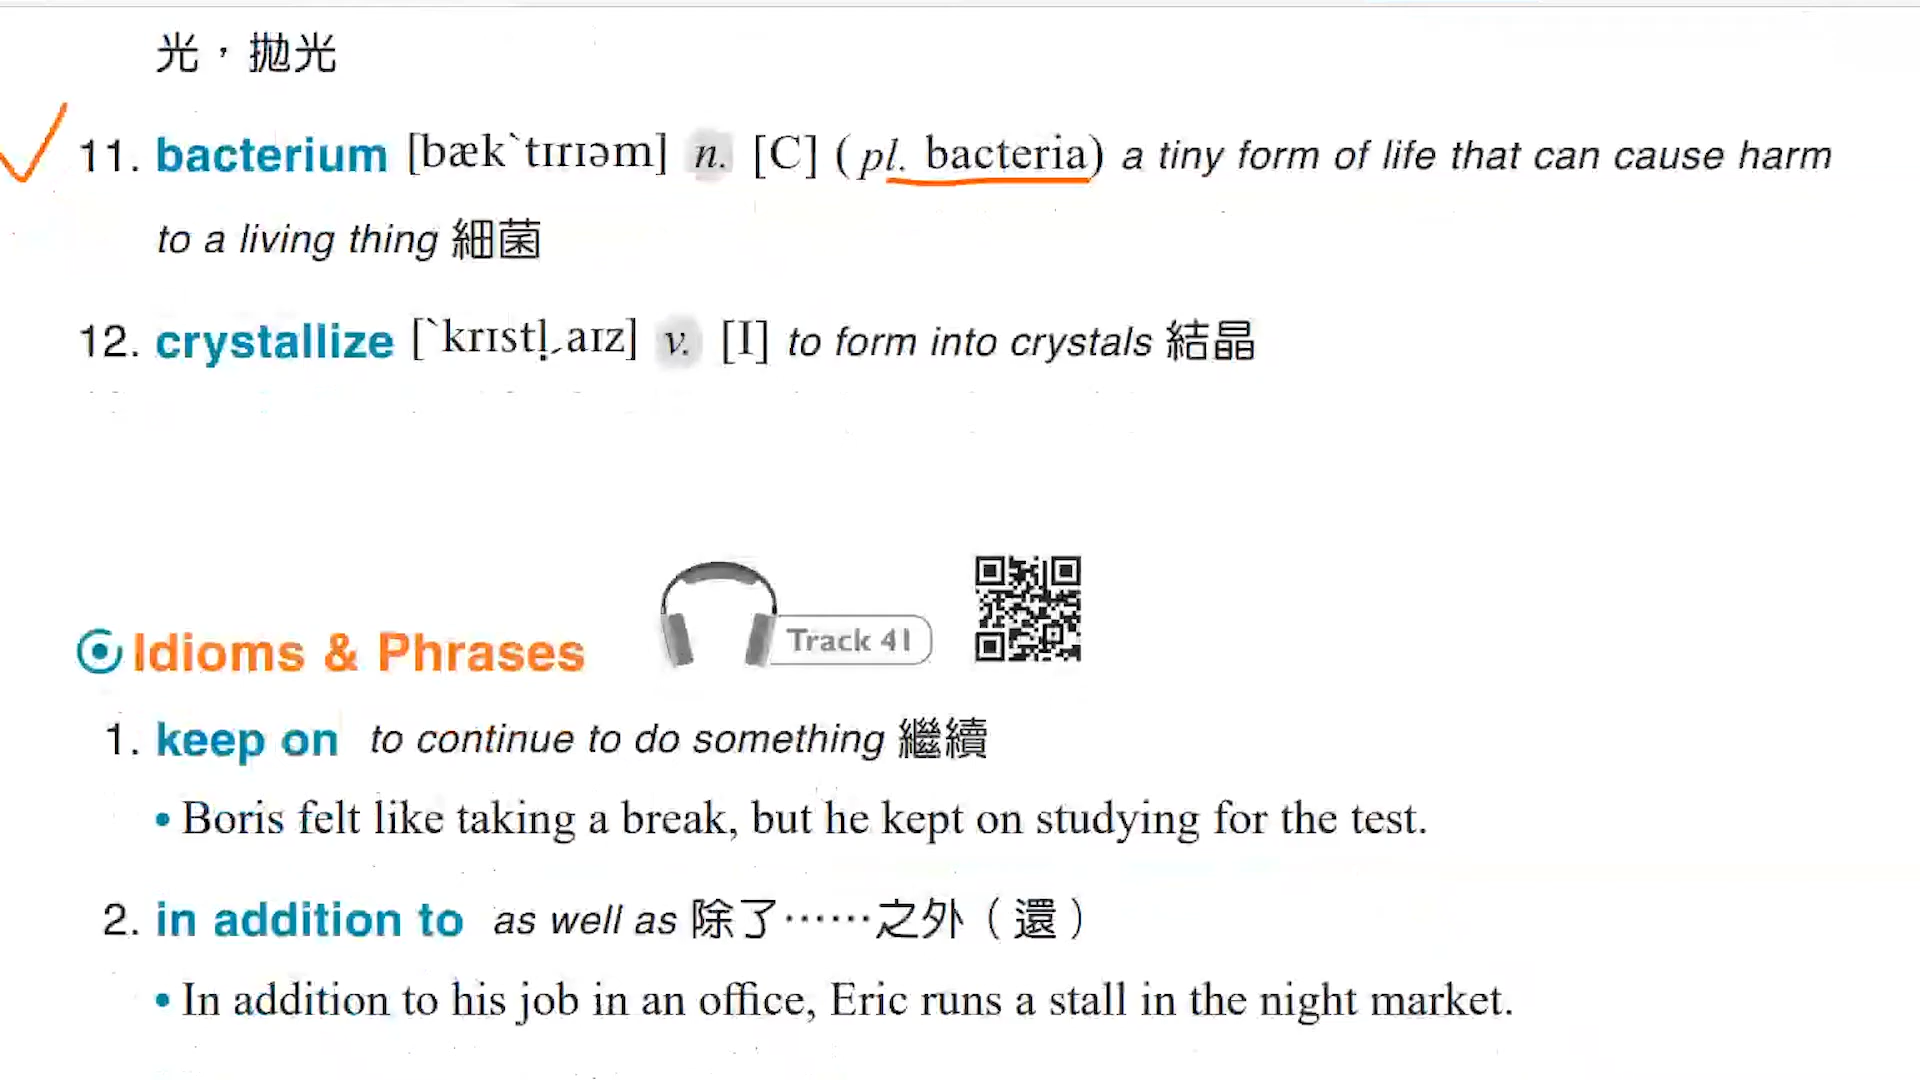 光，拋光
11. bacterium [bækˋtɪrɪəm] n. [C] (pl. bacteria) a tiny form of life that can cause harm
to a living thing 細菌
12. crystallize [ˋkrɪstḷˏaɪz] v. [I] to form into crystals 結晶
Track 41
Idioms & Phrases
1. keep on to continue to do something 繼續
• Boris felt like taking a break, but he kept on studying for the test.
2. in addition to as well as 除了……之外（還）
• In addition to his job in an office, Eric runs a stall in the night market.